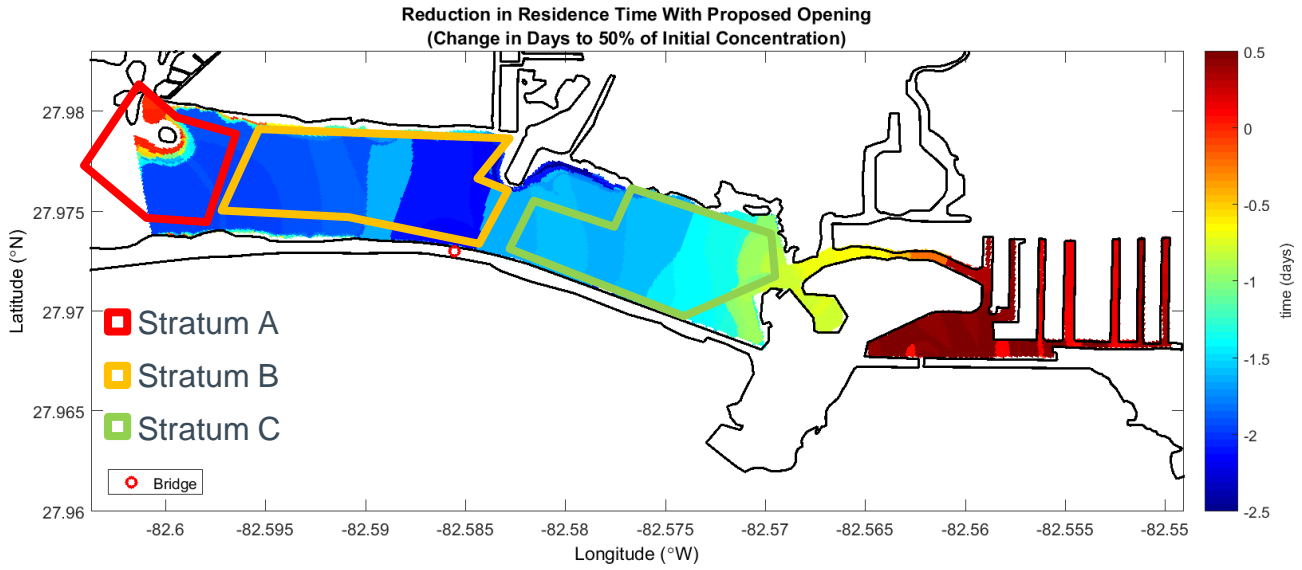 Reduction in Residence Time With Proposed Opening
(Change in Days to 50% of Initial Concentration)
27.98
27.975
27.97
27.965
27.96
Latitude (°N)
Stratum A
Stratum B
Stratum C
Bridge
-82.6
-82.595
-82.59
-82.585
-82.58
-82.575
-82.57
-82.565
-82.56
-82.555
-82.55
Longitude (°W)
0.5
0
-0.5
-1
-1.5
-2
-2.5
time (days)